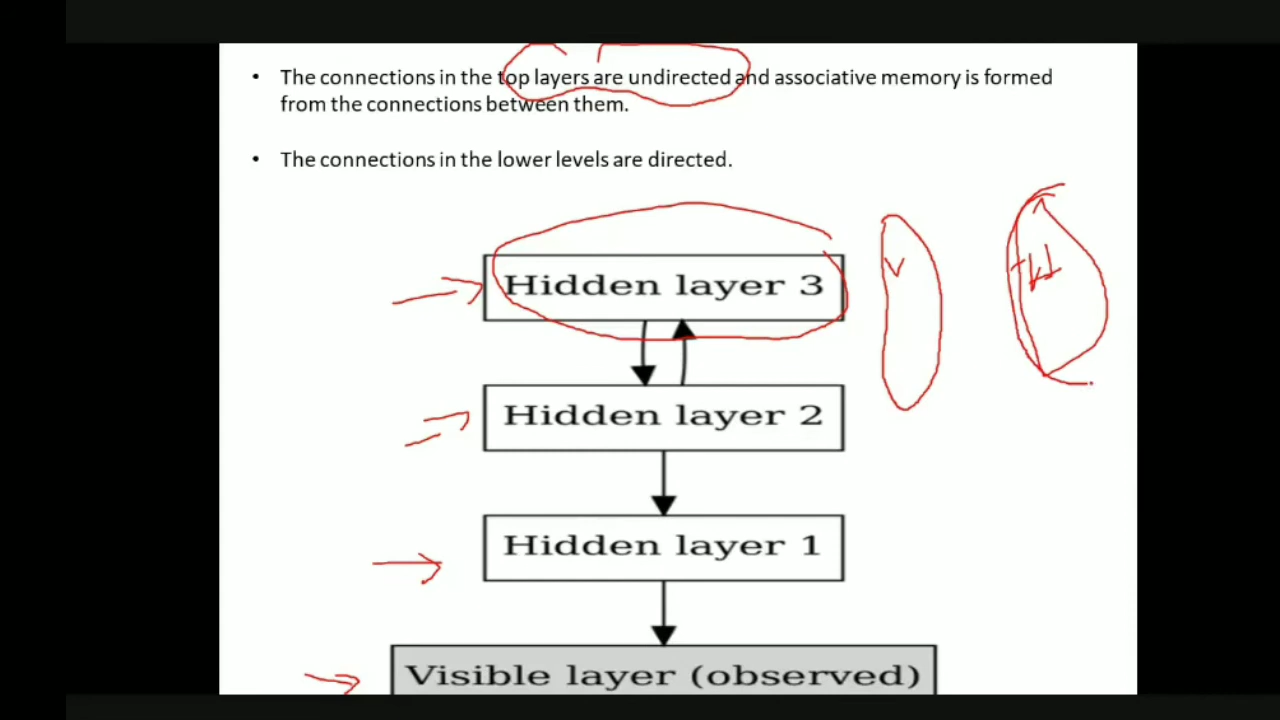 • The connections in the top layers are undirected and associative memory is formed
from the connections between them.
• The connections in the lower levels are directed.
Hidden layer 3
Hidden layer 2
Hidden layer 1
Visible layer (observed)